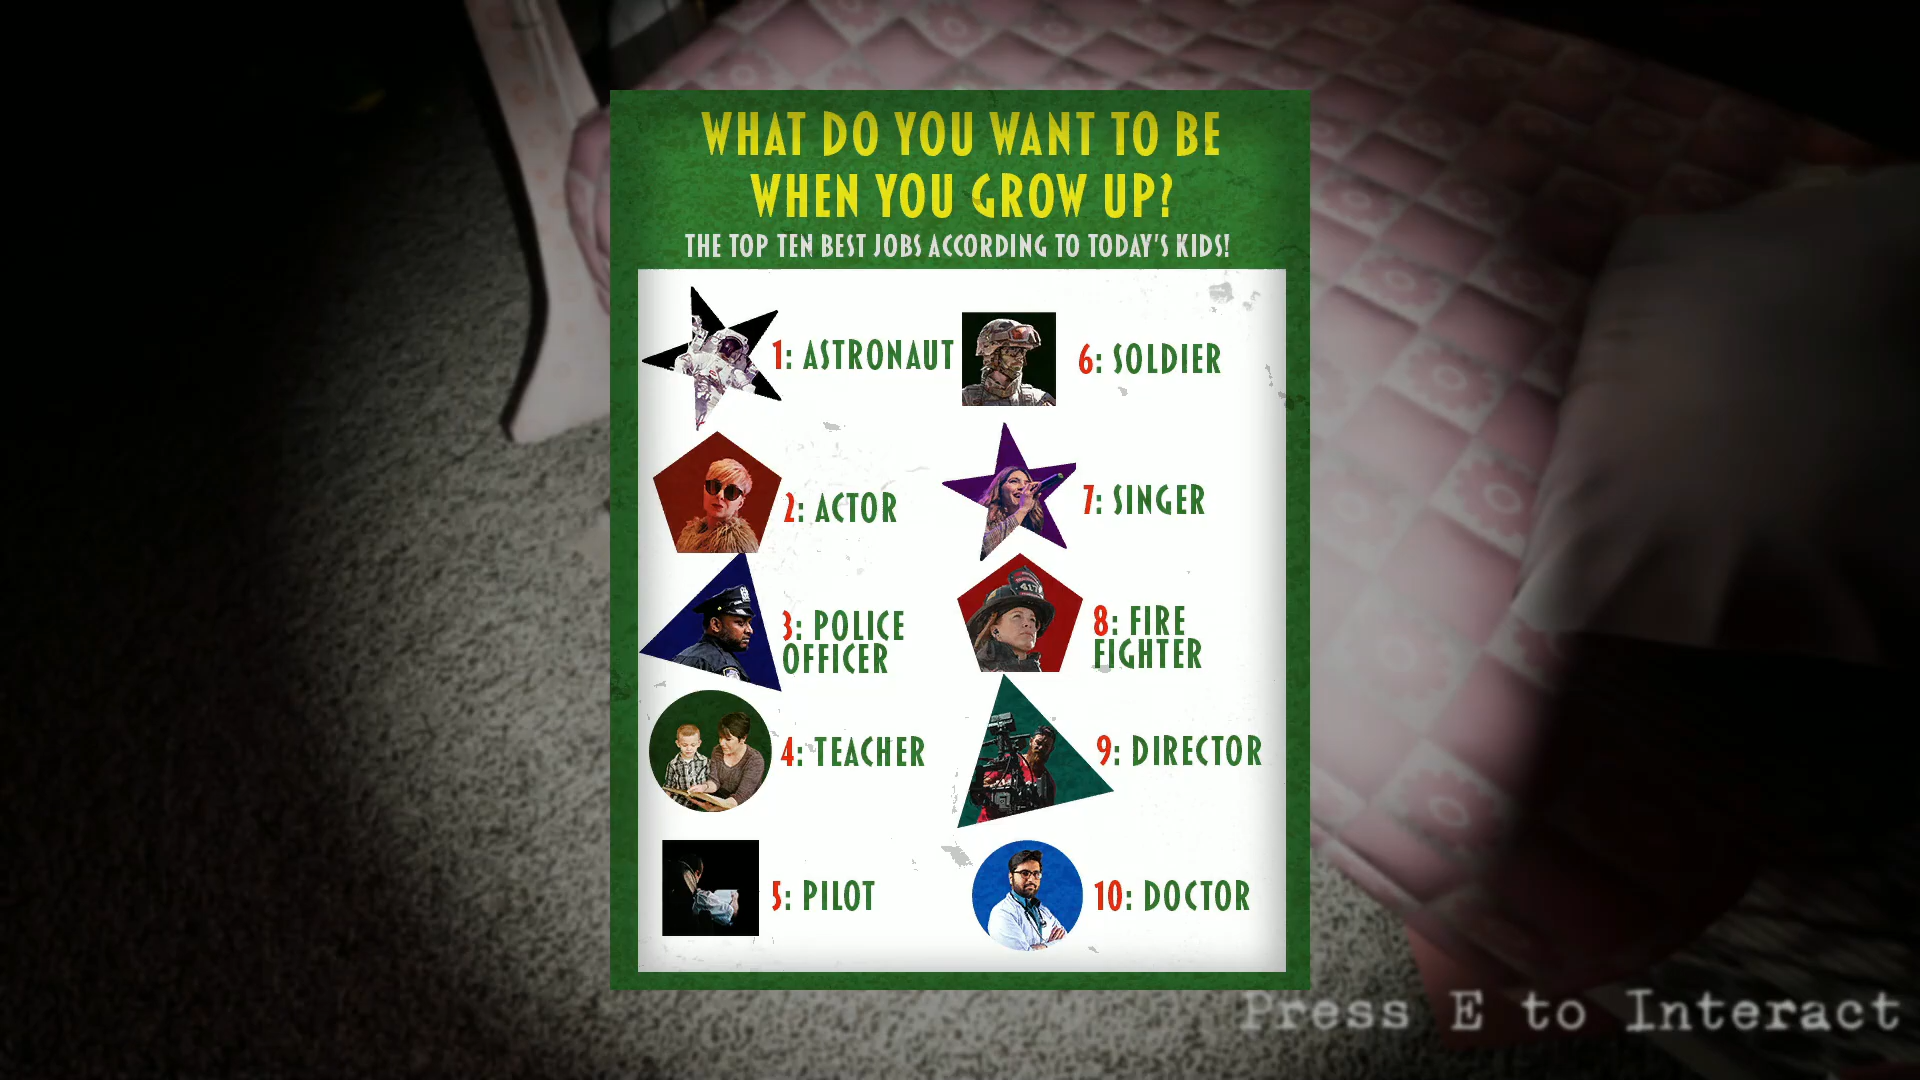 WHAT DO YOU WANT TO BE
WHEN YOU GROW UP?
THE TOP TEN BEST JOBS ACCORDING TO TODAY'S KIDS!
1: ASTRONAUT
2: ACTOR
3: POLICE
OFFICER
4: TEACHER
5: PILOT
6: SOLDIER
7: SINGER
8: FIRE
FIGHTER
9: DIRECTOR
10: DOCTOR
Press E to Interact